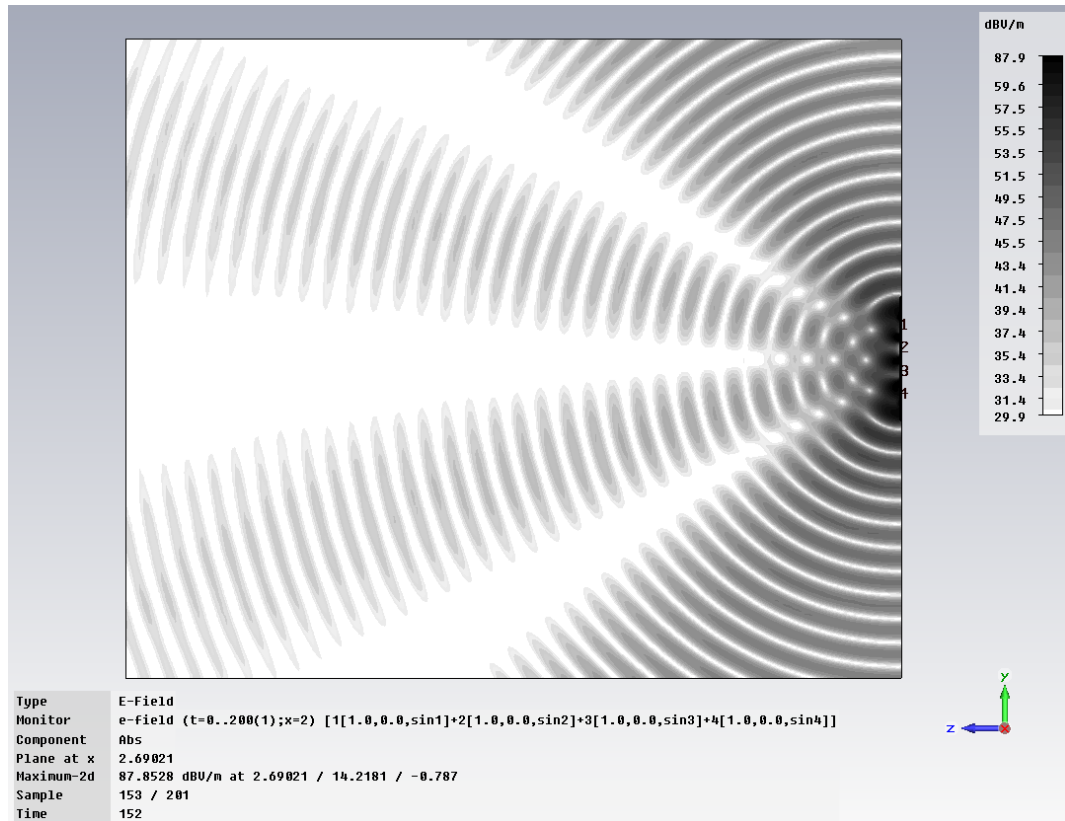 dBV/m
87.9
59.6
57.5
55.5
53.5
51.5
49.5
47.5
45.5
43.4
41.4
39.4
37.4
35.4
33.4
31.4
29.9
1
2
3
4
y
z
x
Type E-Field
Monitor e-field (t=0..200(1);x=2) [1[1.0,0.0,sin1]+2[1.0,0.0,sin2]+3[1.0,0.0,sin3]+4[1.0,0.0,sin4]]
Component Abs
Plane at x 2.69021
Maximum-2d 87.8528 dBV/m at 2.69021 / 14.2181 / -0.787
Sample 153 / 201
Time 152